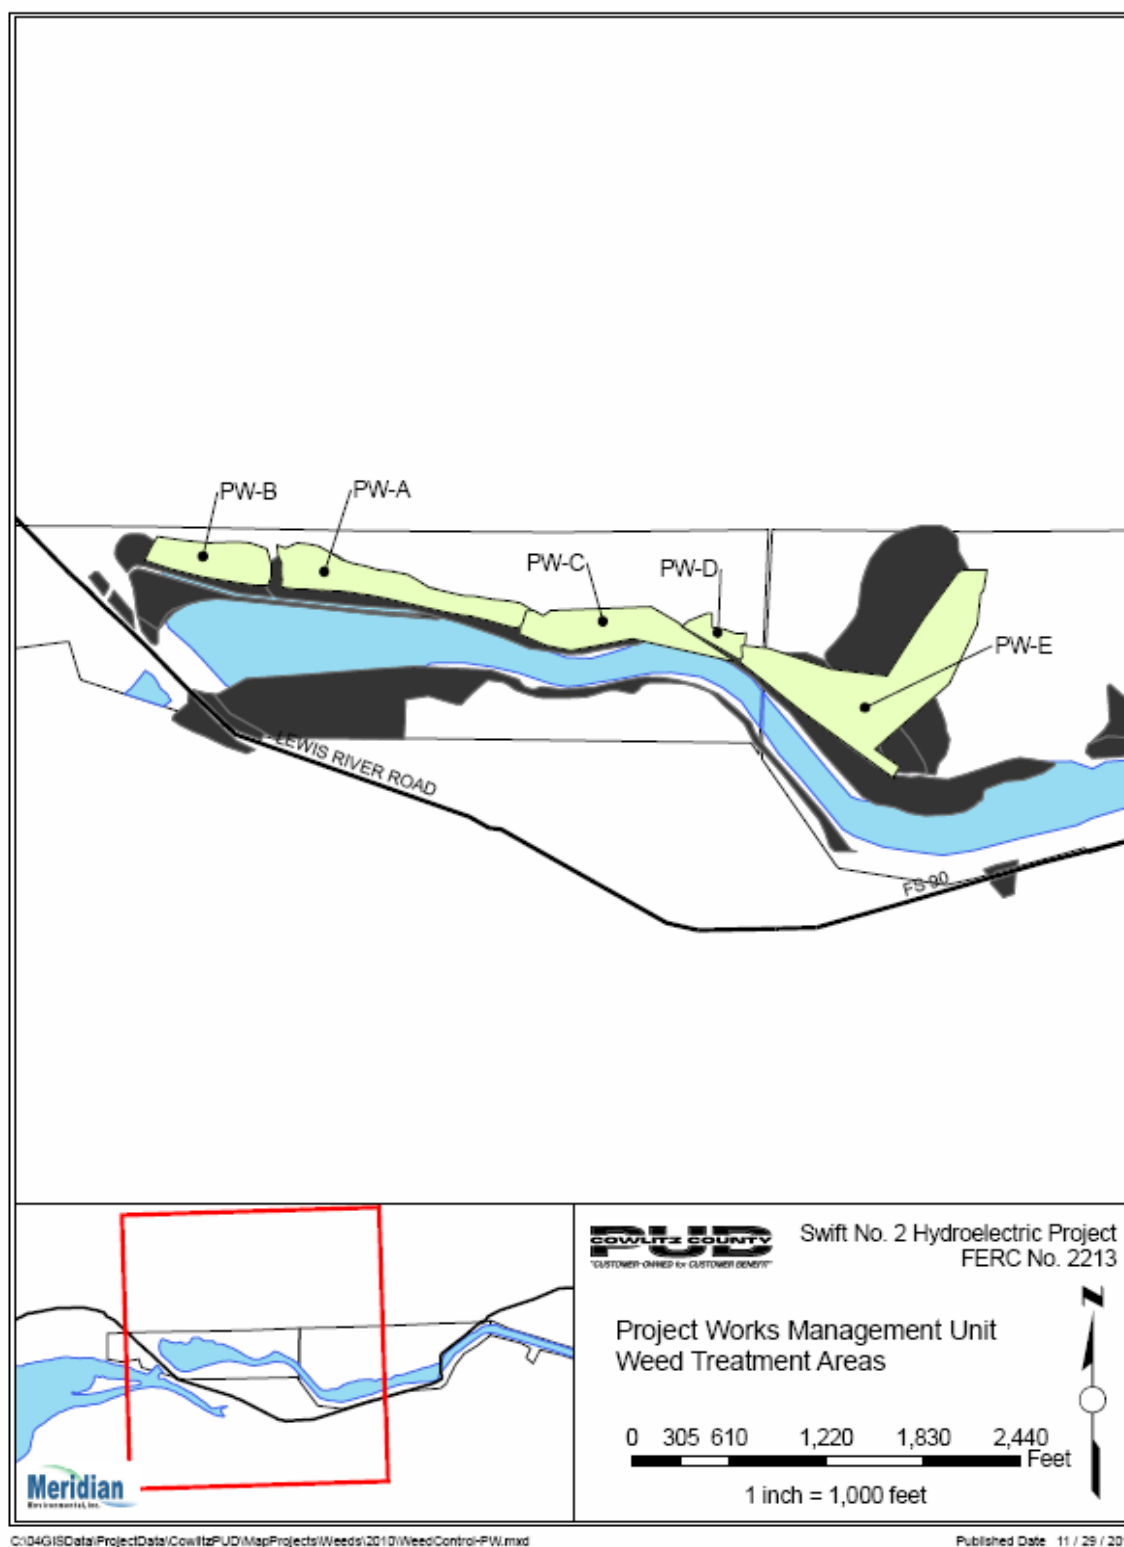 PW-B
PW-A
PW-C
PW-D
PW-E
LEWIS RIVER ROAD
FS 90
COWLITZ COUNTY
PUD
"CUSTOMER-OWNED for CUSTOMER BENEFIT"
Swift No. 2 Hydroelectric Project
FERC No. 2213
N
Project Works Management Unit
Weed Treatment Areas
0 305 610 1,220 1,830 2,440
Feet
1 inch = 1,000 feet
Meridian
Environmental, Inc.
C:\04GISData\ProjectData\CowlitzPUD\MapProjects\Weeds\2010\WeedControl-PW.mxd
Published Date 11 / 29 / 201